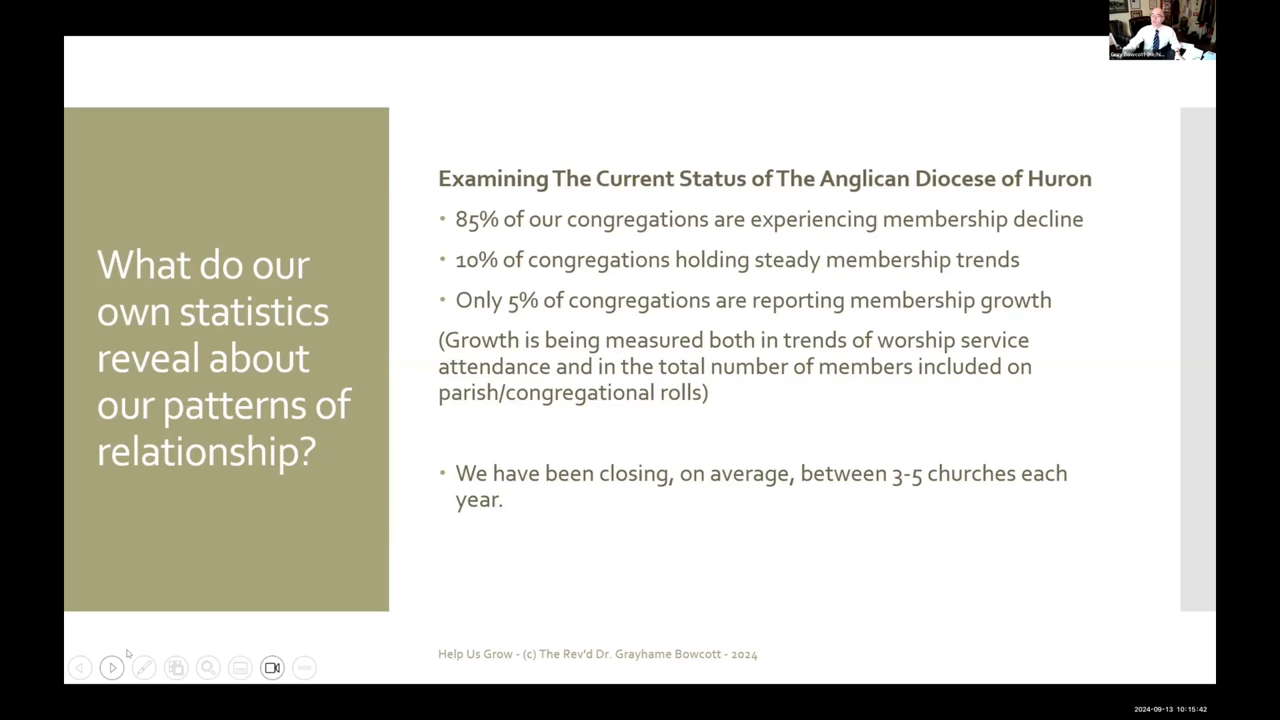 What do our
own statistics
reveal about
our patterns of
relationship?
Examining The Current Status of The Anglican Diocese of Huron
• 85% of our congregations are experiencing membership decline
• 10% of congregations holding steady membership trends
• Only 5% of congregations are reporting membership growth
(Growth is being measured both in trends of worship service
attendance and in the total number of members included on
parish/congregational rolls)
• We have been closing, on average, between 3-5 churches each
year.
Help Us Grow - (c) The Rev'd Dr. Grayhame Bowcott - 2024
2024-09-13 10:15:42